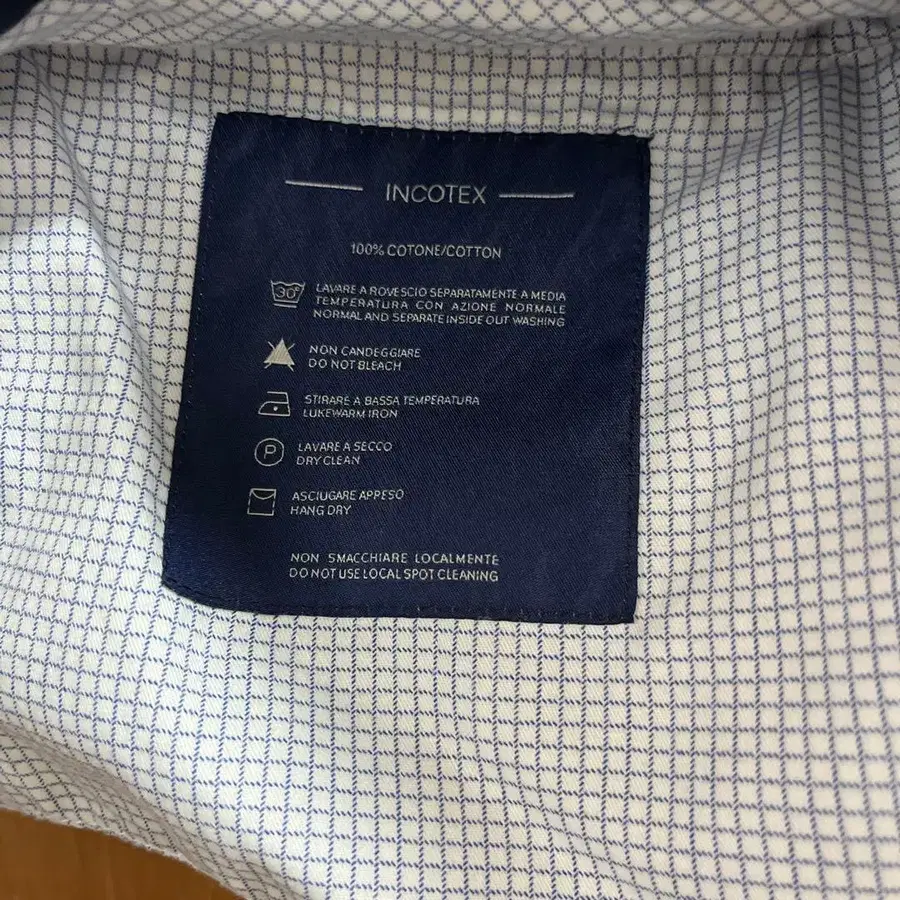 INCOTEX
100% COTONE/COTTON
30°
LAVARE A ROVESCIO SEPARATAMENTE A MEDIA
TEMPERATURA CON AZIONE NORMALE
NORMAL AND SEPARATE INSIDE OUT WASHING
NON CANDEGGIARE
DO NOT BLEACH
STIRARE A BASSA TEMPERATURA
LUKEWARM IRON
P
LAVARE A SECCO
DRY CLEAN
ASCIUGARE APPESO
HANG DRY
NON SMACCHIARE LOCALMENTE
DO NOT USE LOCAL SPOT CLEANING